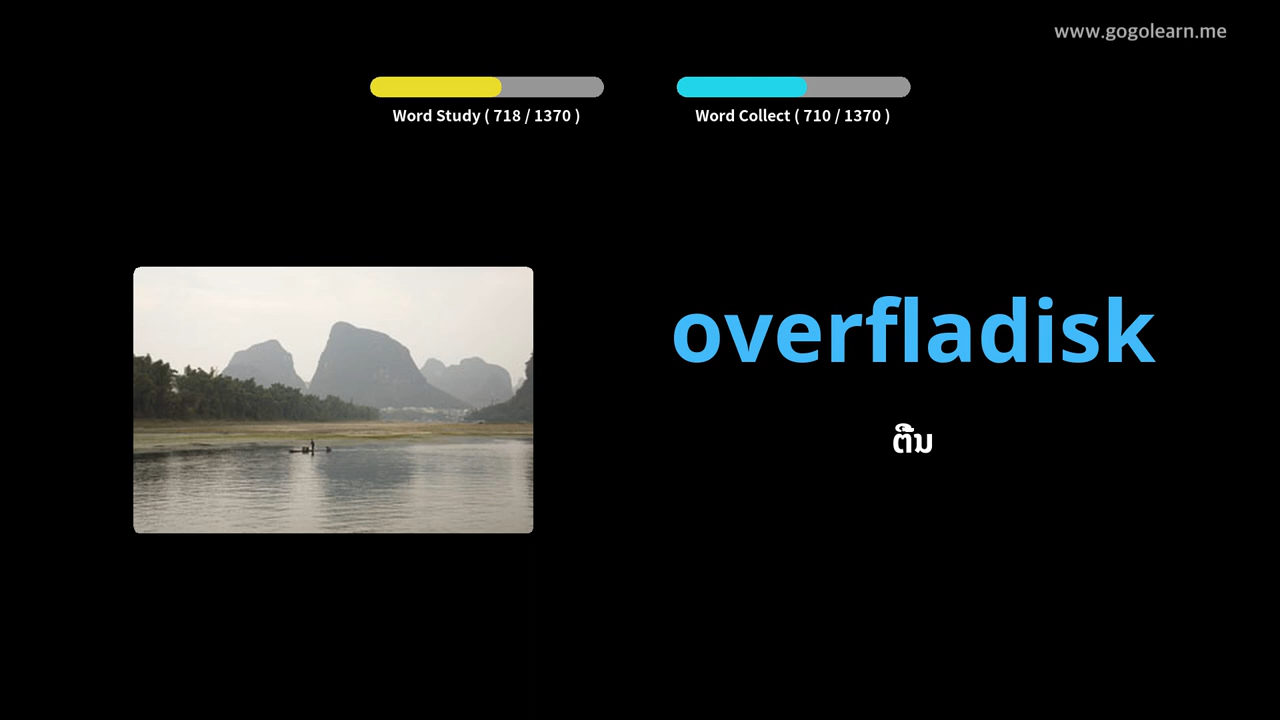 www.gogolearn.me
Word Study ( 718 / 1370 )
Word Collect ( 710 / 1370 )
overfladisk
ຕື້ນ